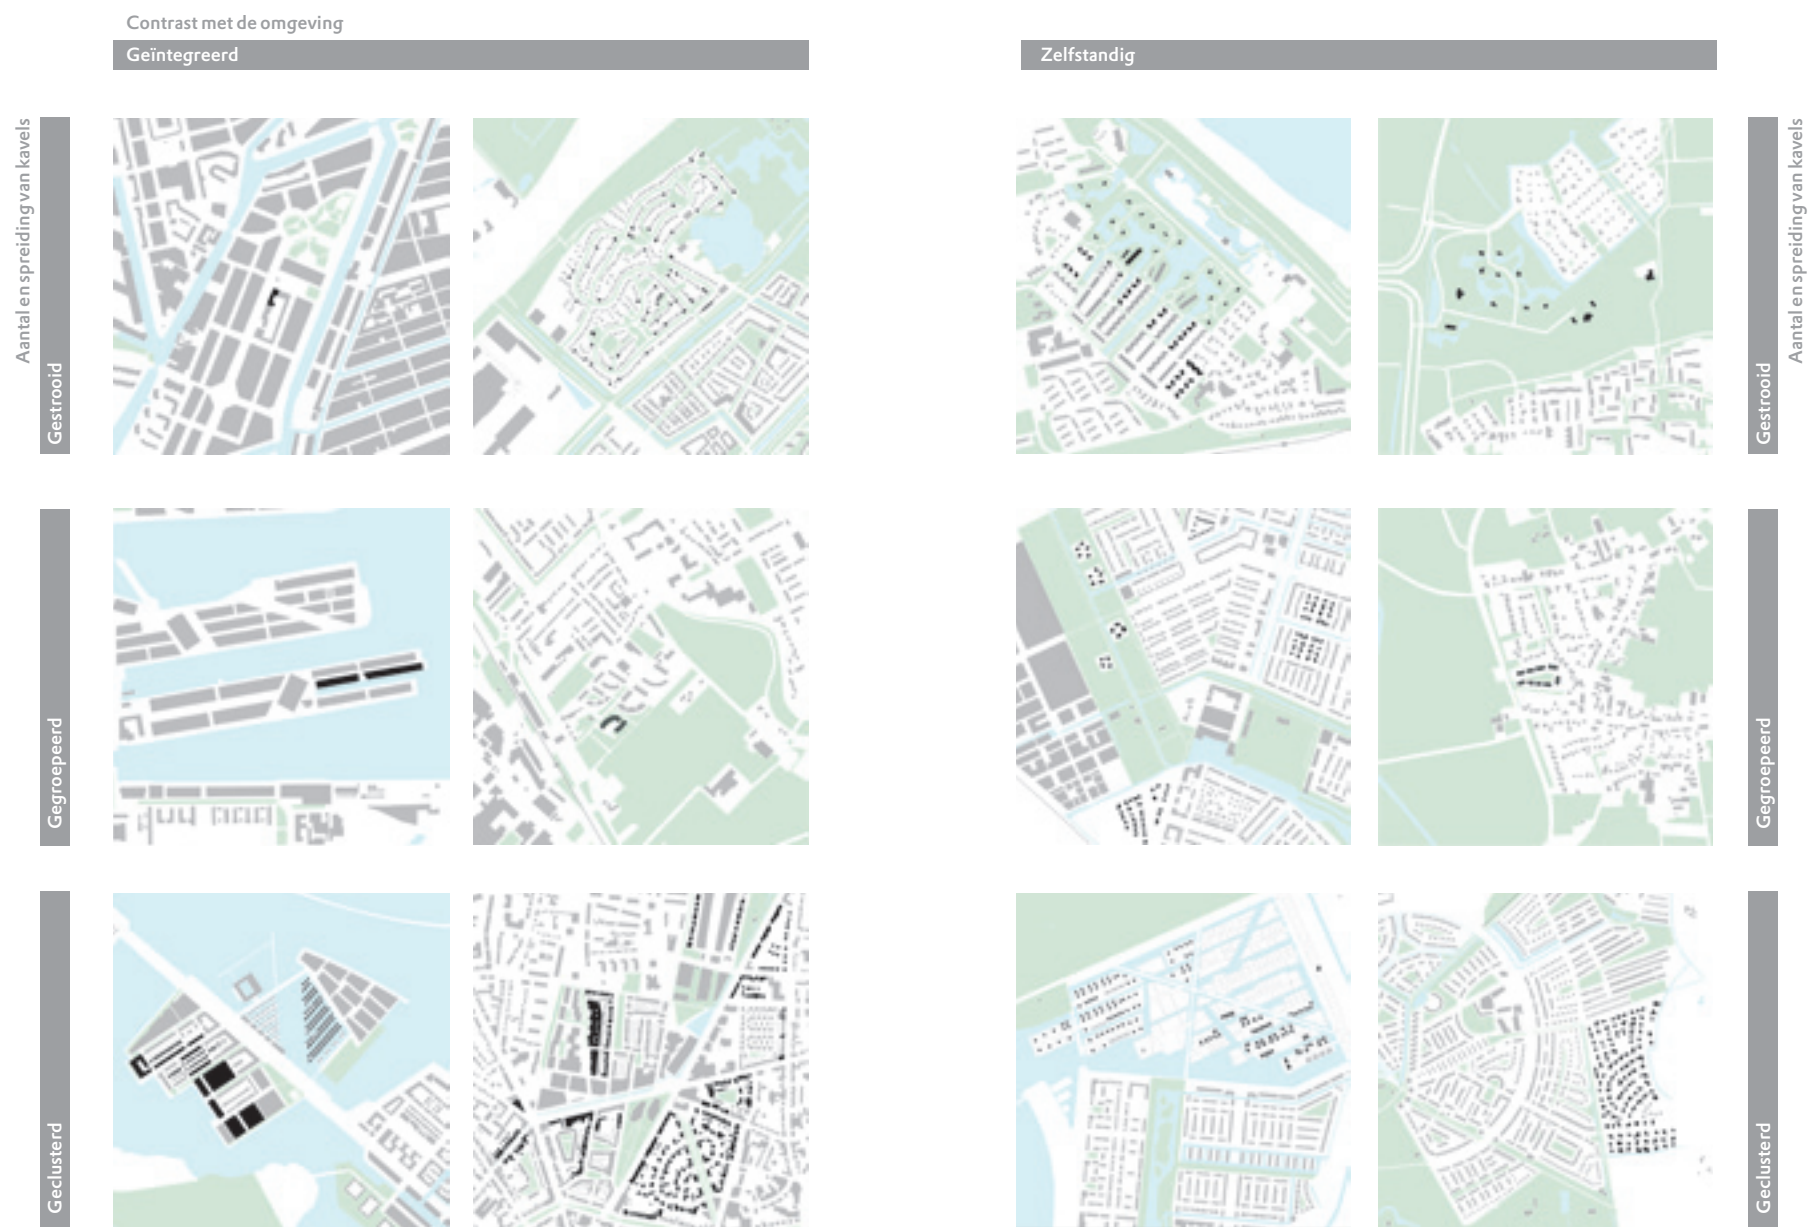 Contrast met de omgeving
Geïntegreerd
Zelfstandig
Aantal en spreiding van kavels
Gestrooid
Gestrooid
Aantal en spreiding van kavels
Gegroepeerd
Gegroepeerd
Geclusterd
Geclusterd